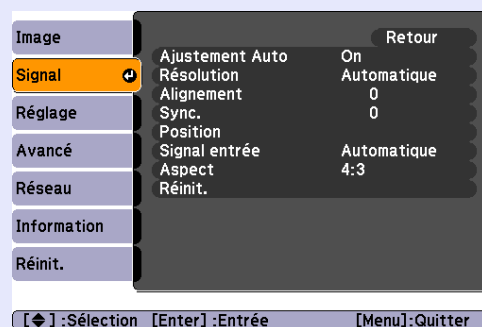 Image
Signal
Réglage
Avancé
Réseau
Information
Réinit.
Retour
Ajustement Auto On
Résolution Automatique
Alignement 0
Sync. 0
Position
Signal entrée Automatique
Aspect 4:3
Réinit.
[◆] :Sélection [Enter] :Entrée [Menu]:Quitter